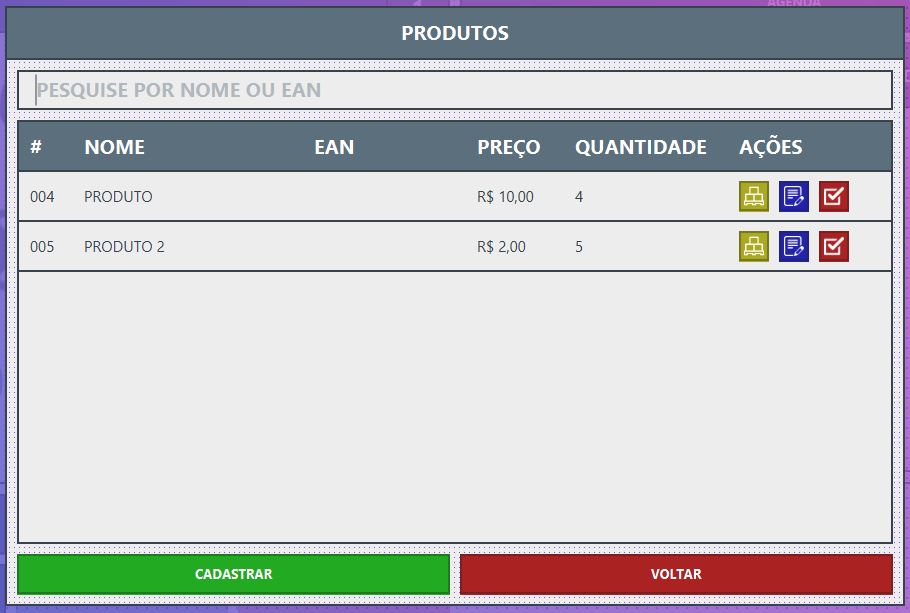 AGENDA
PRODUTOS
PESQUISE POR NOME OU EAN
# NOME EAN PREÇO QUANTIDADE AÇÕES
004 PRODUTO R$ 10,00 4
005 PRODUTO 2 R$ 2,00 5
CADASTRAR VOLTAR